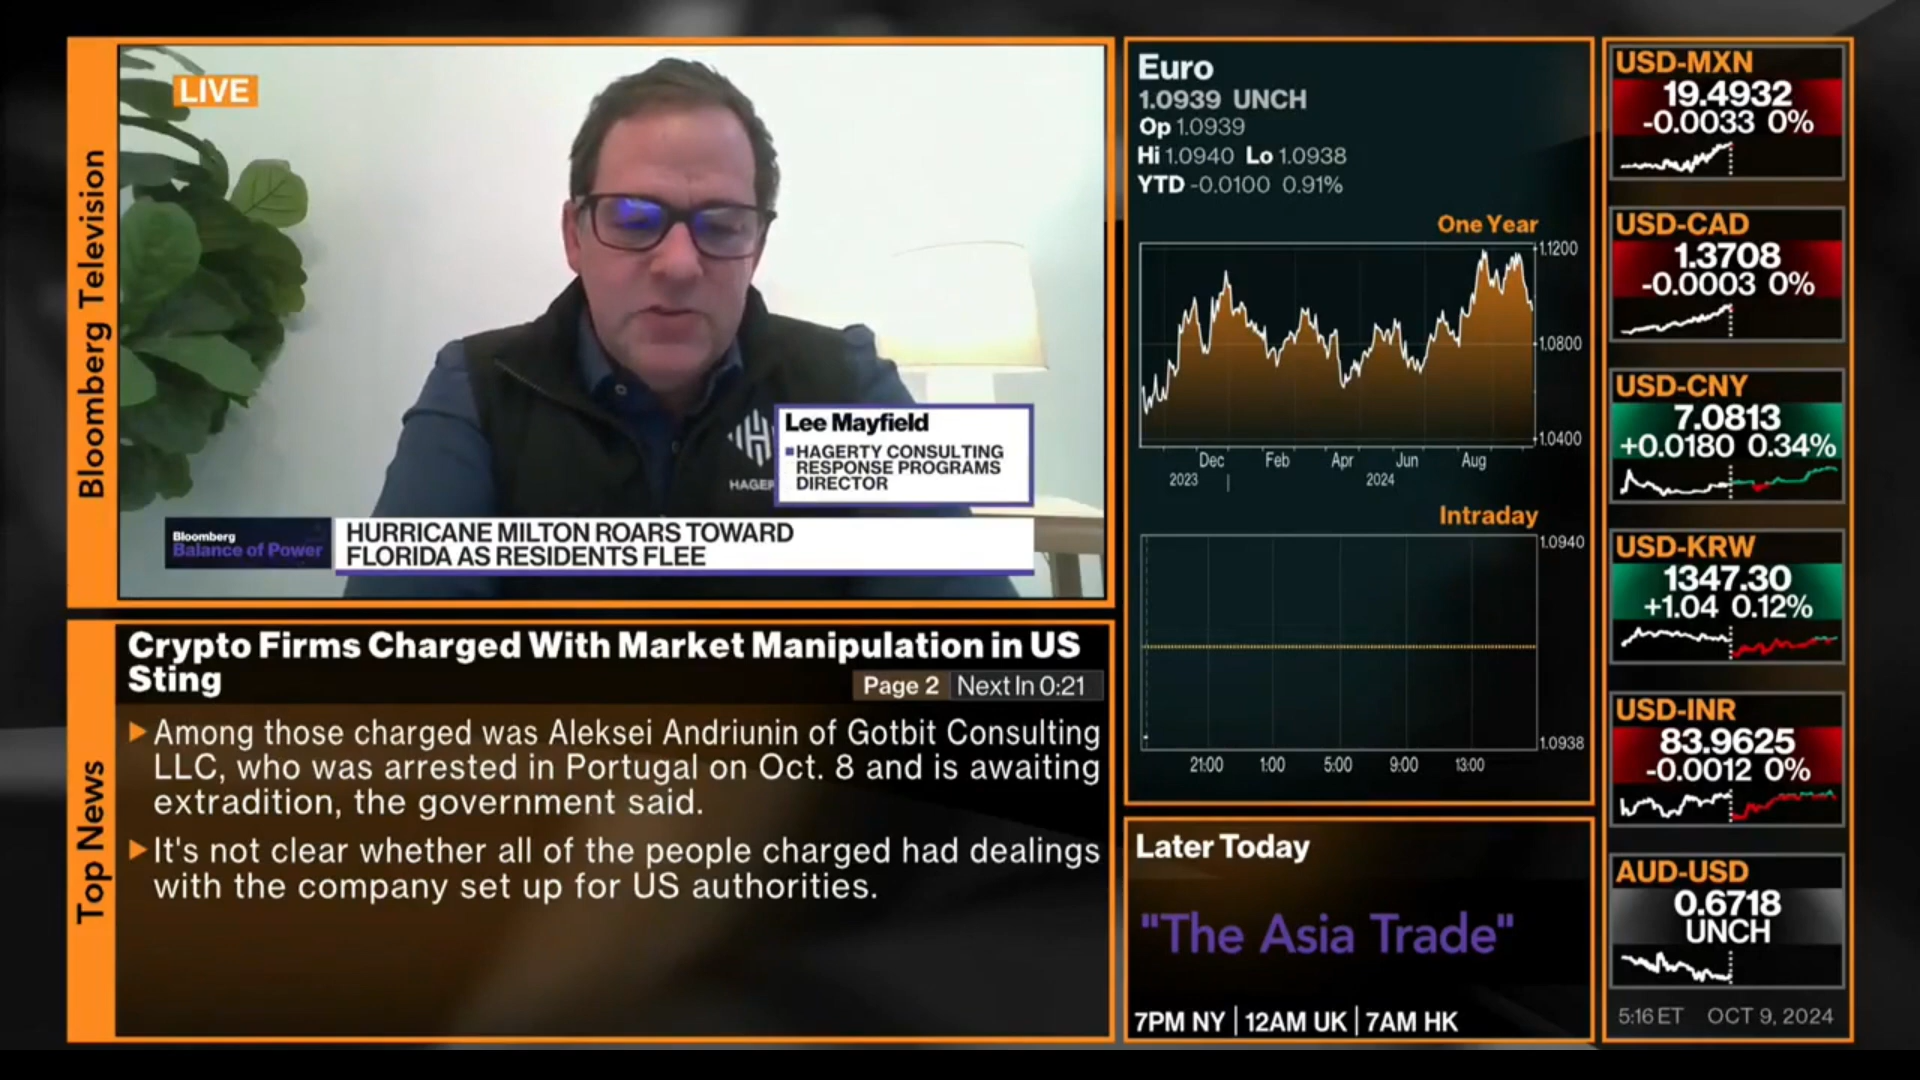 Bloomberg Television
LIVE
HAGER
Lee Mayfield
HAGERTY CONSULTING
RESPONSE PROGRAMS
DIRECTOR
Bloomberg
Balance of Power
HURRICANE MILTON ROARS TOWARD
FLORIDA AS RESIDENTS FLEE
Top News
Crypto Firms Charged With Market Manipulation in US
Sting
Page 2 Next In 0:21
Among those charged was Aleksei Andriunin of Gotbit Consulting
LLC, who was arrested in Portugal on Oct. 8 and is awaiting
extradition, the government said.
It's not clear whether all of the people charged had dealings
with the company set up for US authorities.
Euro
1.0939 UNCH
Op 1.0939
Hi 1.0940 Lo 1.0938
YTD -0.0100 0.91%
One Year
1.1200
1.0800
1.0400
Dec Feb Apr Jun Aug
2023 2024
Intraday
1.0940
1.0938
21:00 1:00 5:00 9:00 13:00
Later Today
"The Asia Trade"
7PM NY | 12AM UK | 7AM HK
USD-MXN
19.4932
-0.0033 0%
USD-CAD
1.3708
-0.0003 0%
USD-CNY
7.0813
+0.0180 0.34%
USD-KRW
1347.30
+1.04 0.12%
USD-INR
83.9625
-0.0012 0%
AUD-USD
0.6718
UNCH
5:16 ET OCT 9, 2024